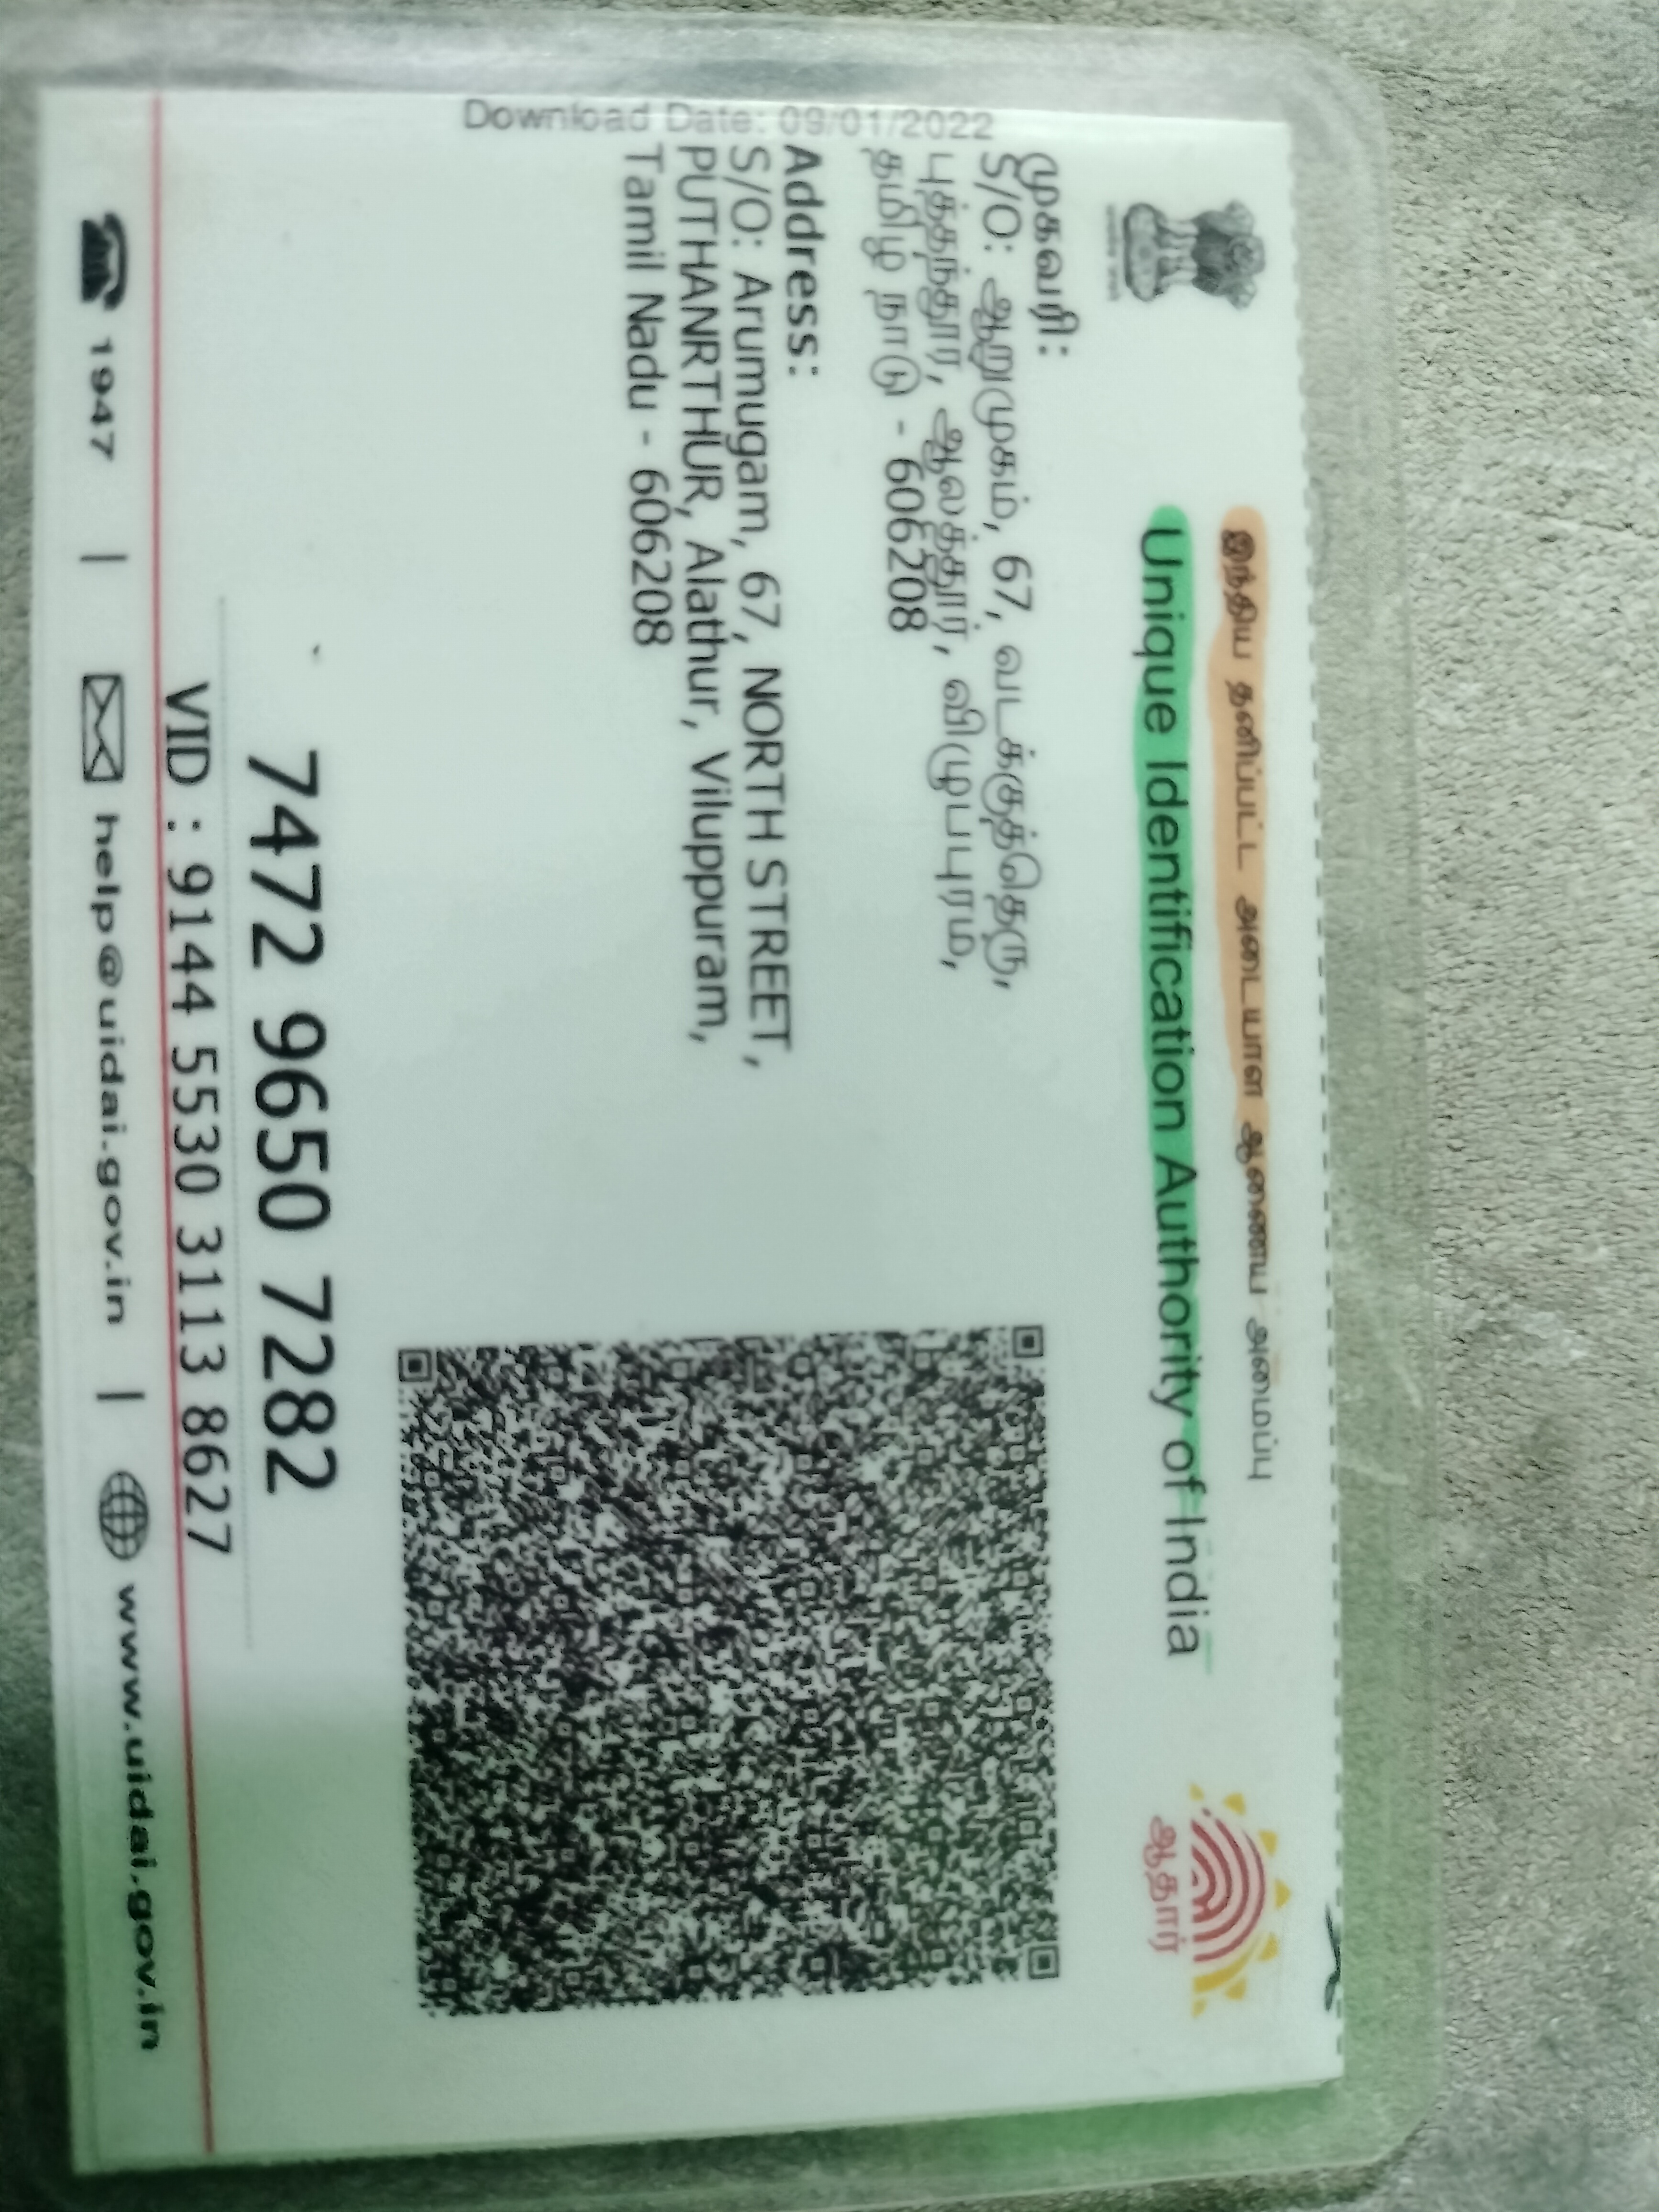 இந்திய தனிப்பட்ட அடையாள ஆணைய அமைப்பு
Unique Identification Authority of India
ஆதார்
Download Date: 09/01/2022
முகவரி:
S/O: ஆறுமுகம், 67, வடக்குத்தெரு,
புத்தந்தூர், ஆலத்தூர், விழுப்புரம்,
தமிழ் நாடு - 606208
Address:
S/O: Arumugam, 67, NORTH STREET,
PUTHANRTHUR, Alathur, Viluppuram,
Tamil Nadu - 606208
7472 9650 7282
VID : 9144 5530 3113 8627
1947 | help@uidai.gov.in | www.uidai.gov.in